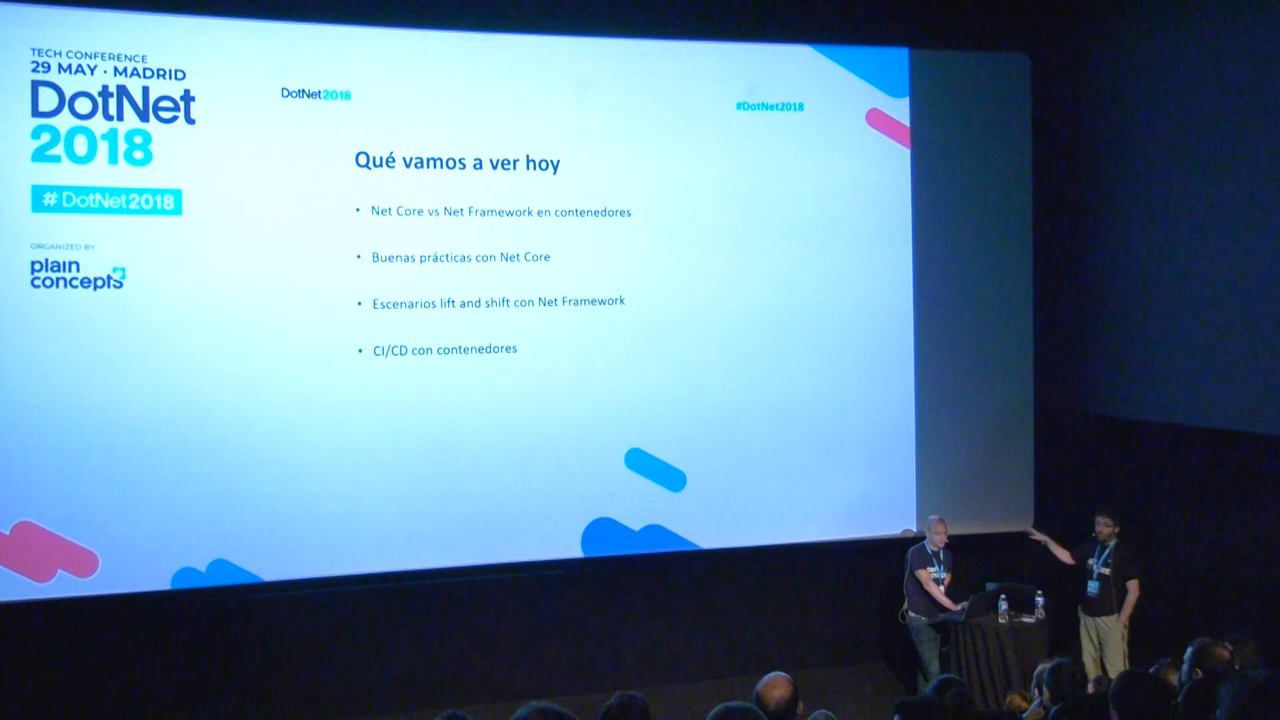 TECH CONFERENCE
29 MAY · MADRID
DotNet
2018
# DotNet2018
ORGANIZED BY
plain
concepts
DotNet2018
#DotNet2018
Qué vamos a ver hoy
• Net Core vs Net Framework en contenedores
• Buenas prácticas con Net Core
• Escenarios lift and shift con Net Framework
• CI/CD con contenedores